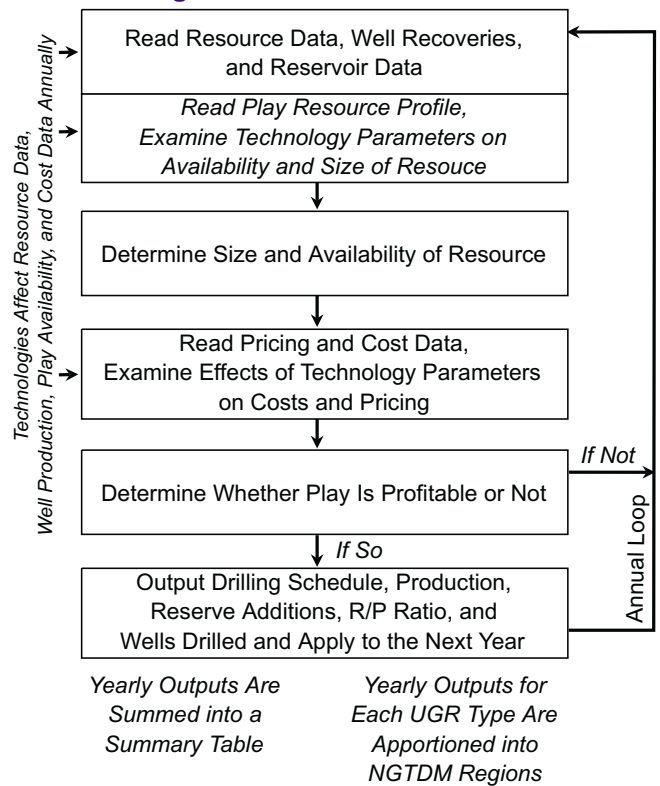 Read Resource Data, Well Recoveries,
and Reservoir Data
Read Play Resource Profile,
Examine Technology Parameters on
Availability and Size of Resouce
Technologies Affect Resource Data,
Well Production, Play Availability, and Cost Data Annually
Determine Size and Availability of Resource
Read Pricing and Cost Data,
Examine Effects of Technology Parameters
on Costs and Pricing
Determine Whether Play Is Profitable or Not
If Not
If So
Annual Loop
Output Drilling Schedule, Production,
Reserve Additions, R/P Ratio, and
Wells Drilled and Apply to the Next Year
Yearly Outputs Are
Summed into a
Summary Table
Yearly Outputs for
Each UGR Type Are
Apportioned into
NGTDM Regions